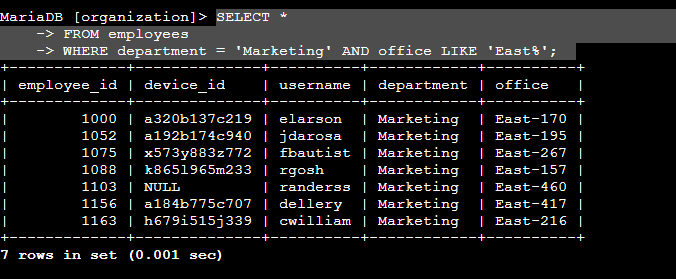 MariaDB [organization]> SELECT *
    -> FROM employees
    -> WHERE department = 'Marketing' AND office LIKE 'East%';
+-------------+--------------+----------+------------+----------+
| employee_id | device_id    | username | department | office   |
+-------------+--------------+----------+------------+----------+
|        1000 | a320b137c219 | elarson  | Marketing  | East-170 |
|        1052 | a192b174c940 | jdarosa  | Marketing  | East-195 |
|        1075 | x573y883z772 | fbautist | Marketing  | East-267 |
|        1088 | k865l965m233 | rgosh    | Marketing  | East-157 |
|        1103 | NULL         | randerss | Marketing  | East-460 |
|        1156 | a184b775c707 | dellery  | Marketing  | East-417 |
|        1163 | h679i515j339 | cwilliam | Marketing  | East-216 |
+-------------+--------------+----------+------------+----------+
7 rows in set (0.001 sec)